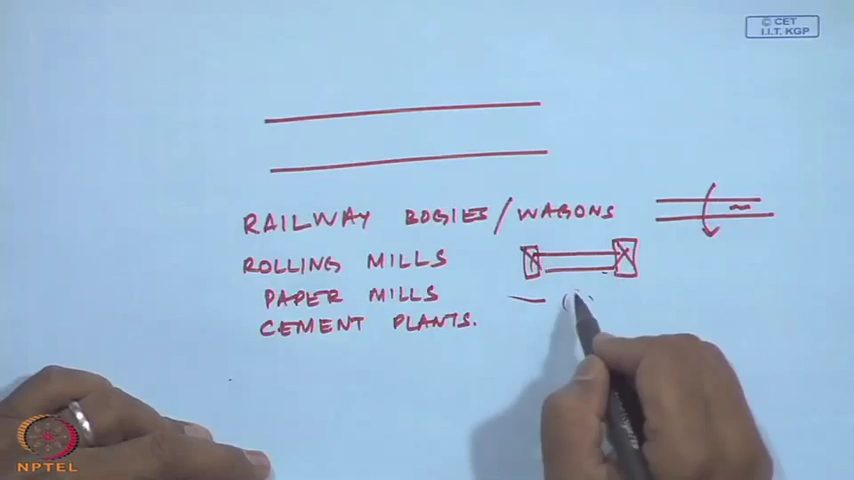 © CET
I.I.T. KGP
RAILWAY BOGIES/WAGONS
ROLLING MILLS
PAPER MILLS
CEMENT PLANTS.
NPTEL